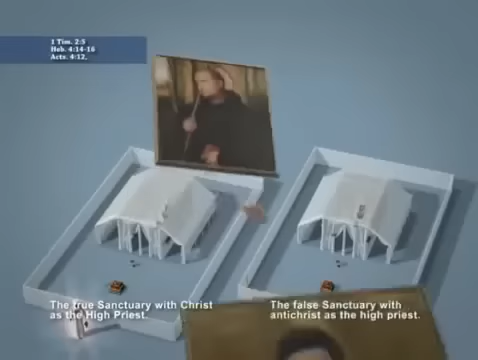 1 Tim. 2:5
Heb. 4:14-16
Acts. 4:12,
The true Sanctuary with Christ
as the High Priest.
The false Sanctuary with
antichrist as the high priest.